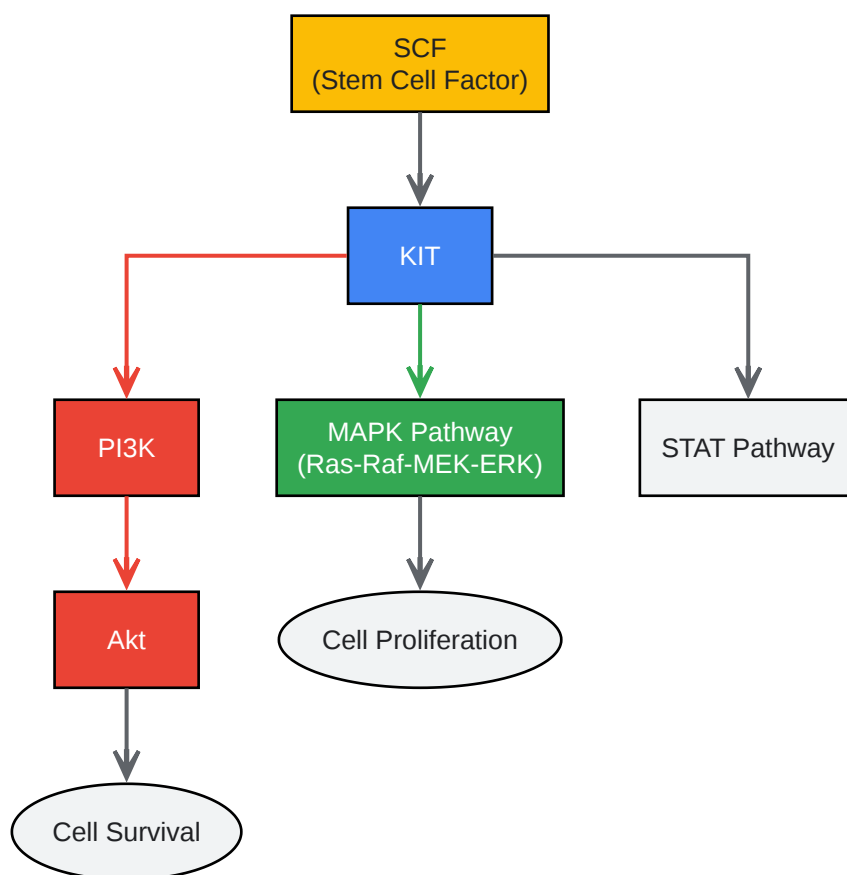 SCF
(Stem Cell Factor)
KIT
PI3K
MAPK Pathway
(Ras-Raf-MEK-ERK)
STAT Pathway
Akt
Cell Proliferation
Cell Survival